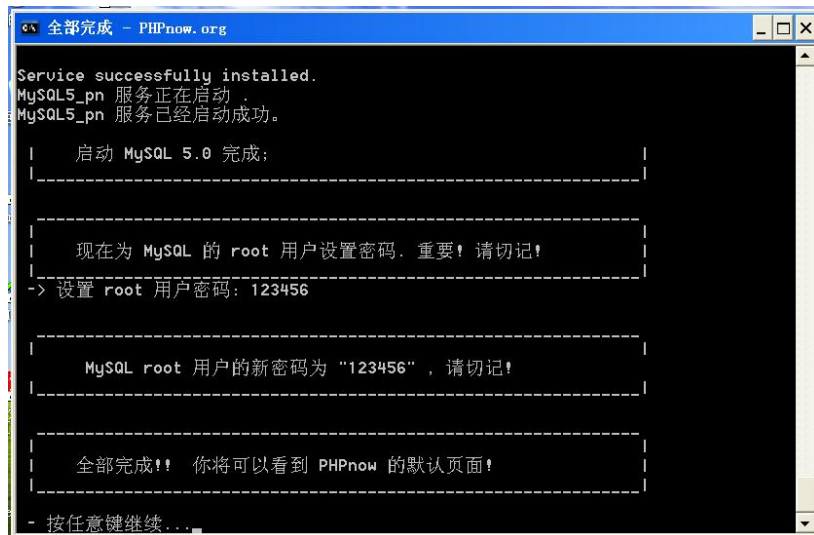 全部完成 - PHPnow.org
Service successfully installed.
MySQL5_pn 服务正在启动 .
MySQL5_pn 服务已经启动成功。
启动 MySQL 5.0 完成;
现在为 MySQL 的 root 用户设置密码. 重要! 请切记!
-> 设置 root 用户密码: 123456
MySQL root 用户的新密码为 "123456" , 请切记!
全部完成!! 你将可以看到 PHPnow 的默认页面!
- 按任意键继续...